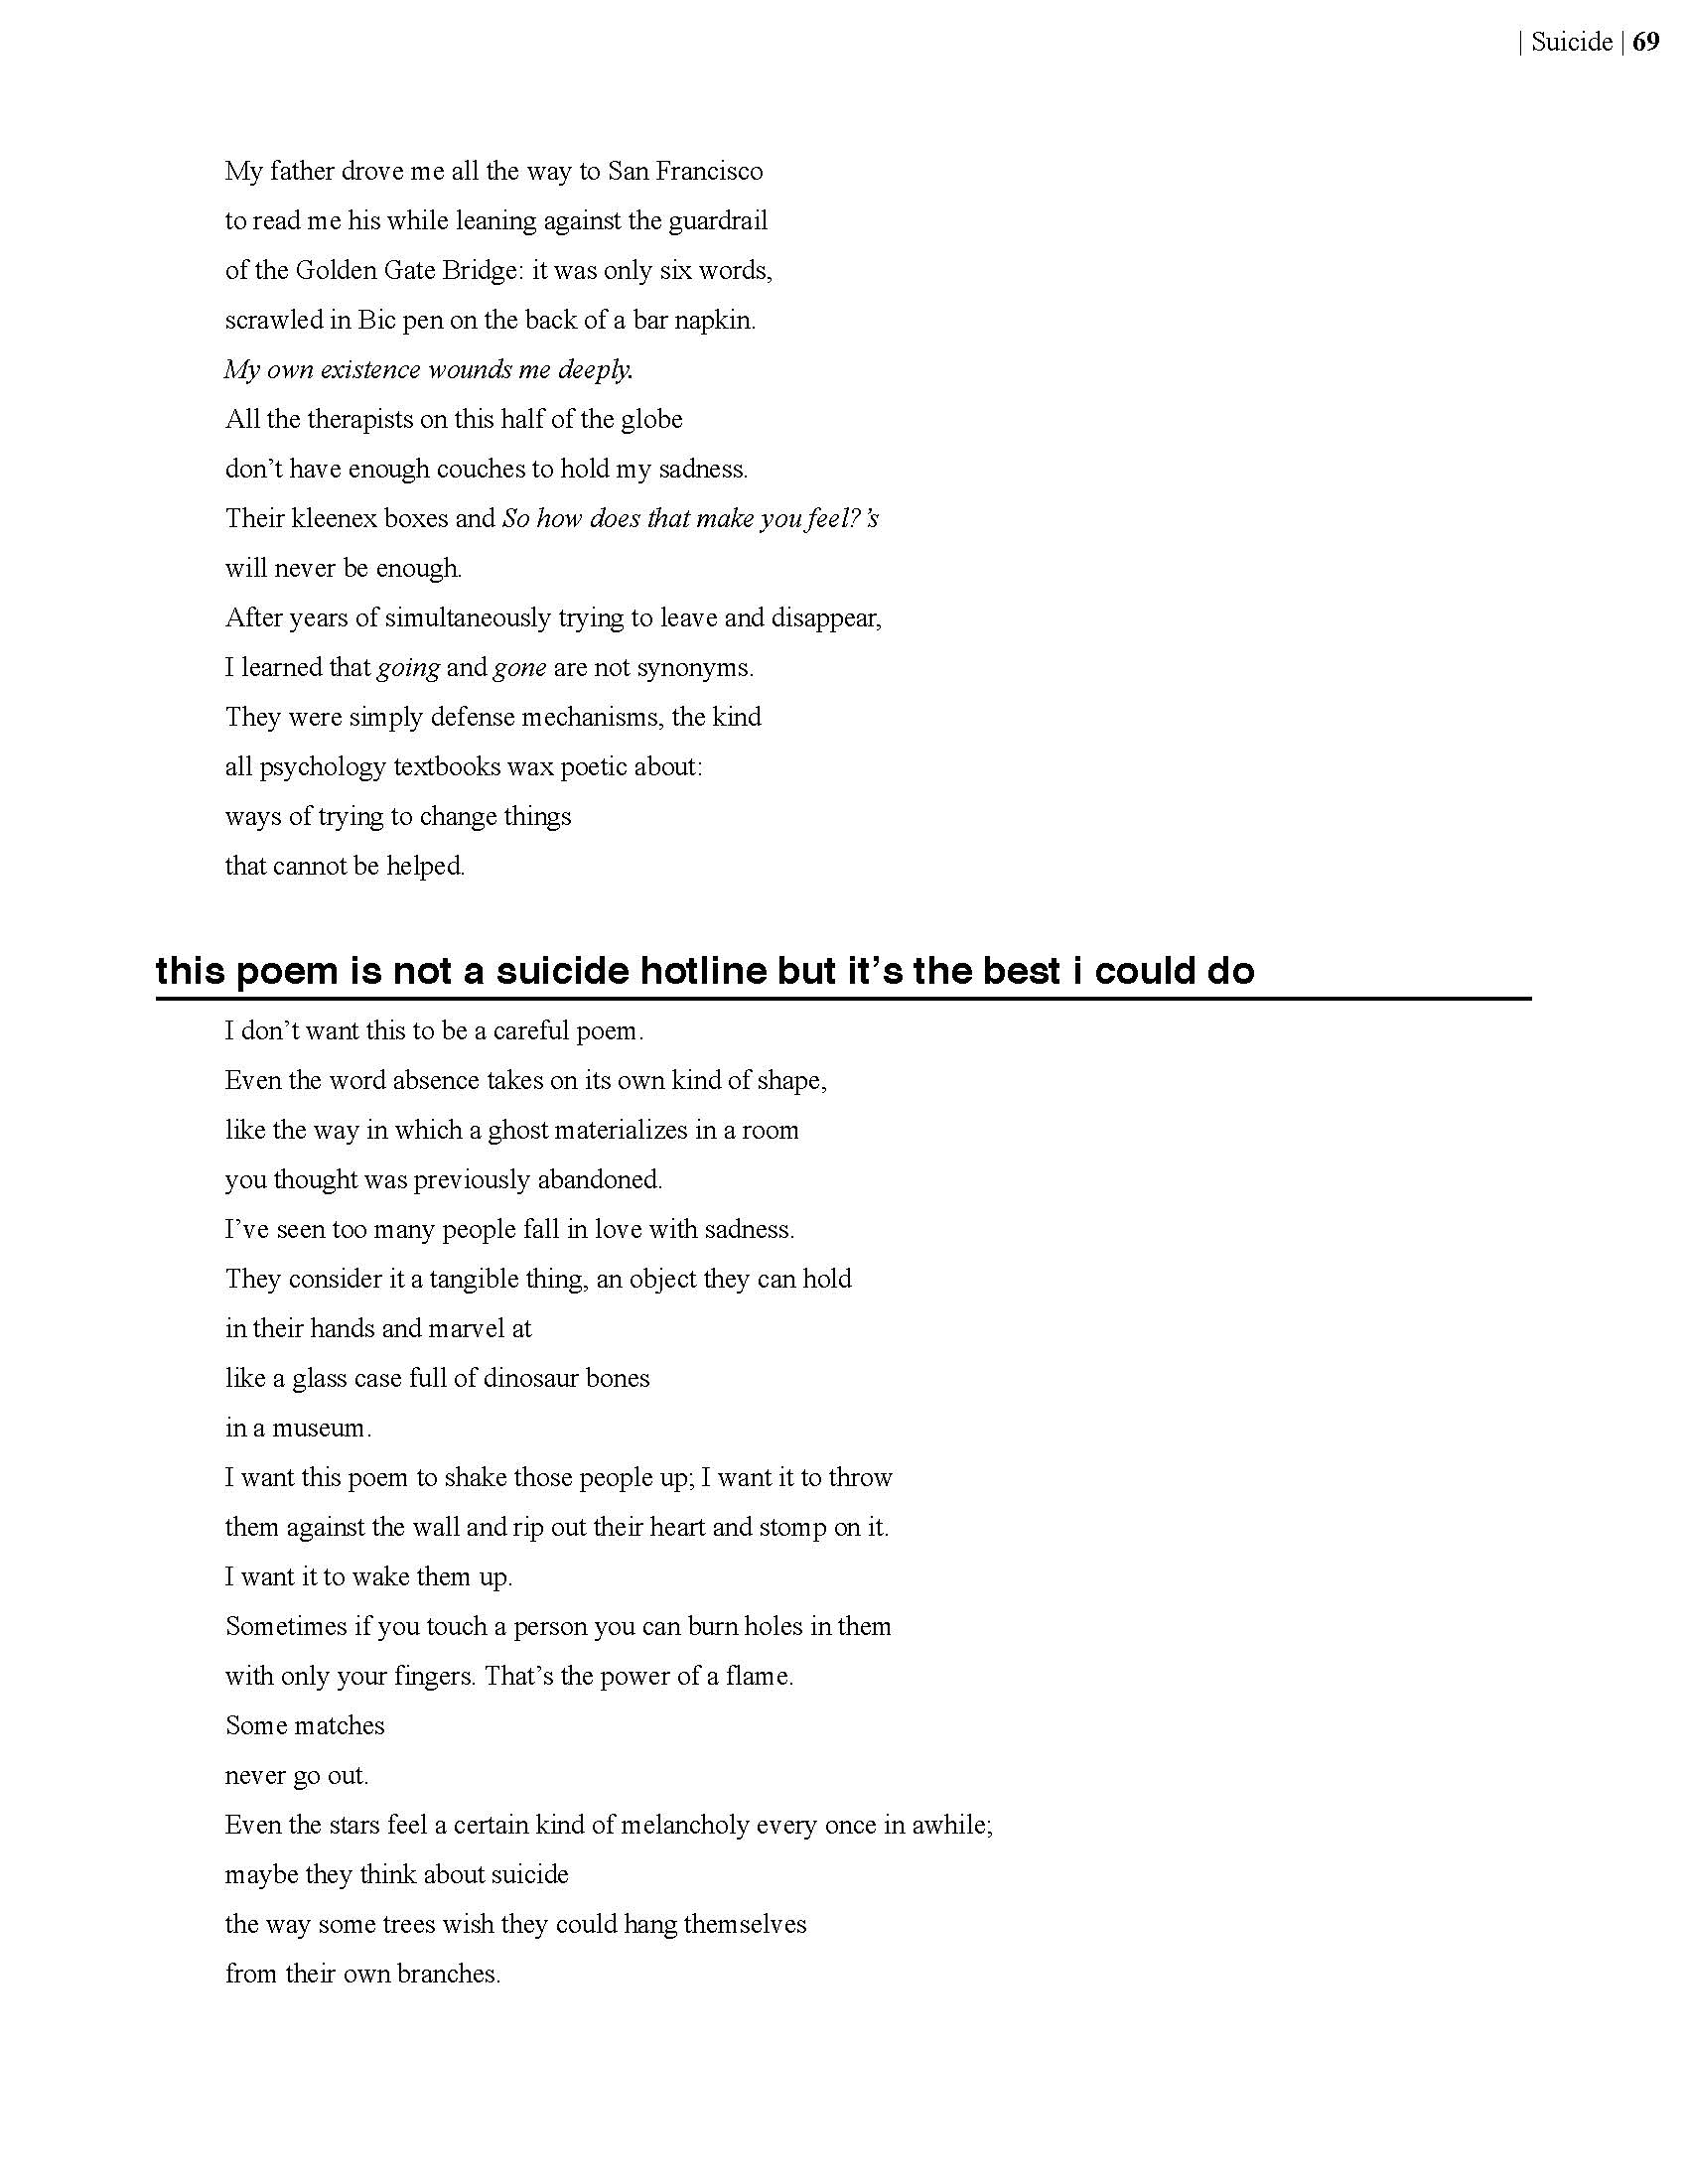 | Suicide | 69
My father drove me all the way to San Francisco
to read me his while leaning against the guardrail
of the Golden Gate Bridge: it was only six words,
scrawled in Bic pen on the back of a bar napkin.
My own existence wounds me deeply.
All the therapists on this half of the globe
don’t have enough couches to hold my sadness.
Their kleenex boxes and So how does that make you feel?’s
will never be enough.
After years of simultaneously trying to leave and disappear,
I learned that going and gone are not synonyms.
They were simply defense mechanisms, the kind
all psychology textbooks wax poetic about:
ways of trying to change things
that cannot be helped.
this poem is not a suicide hotline but it’s the best i could do
I don’t want this to be a careful poem.
Even the word absence takes on its own kind of shape,
like the way in which a ghost materializes in a room
you thought was previously abandoned.
I’ve seen too many people fall in love with sadness.
They consider it a tangible thing, an object they can hold
in their hands and marvel at
like a glass case full of dinosaur bones
in a museum.
I want this poem to shake those people up; I want it to throw
them against the wall and rip out their heart and stomp on it.
I want it to wake them up.
Sometimes if you touch a person you can burn holes in them
with only your fingers. That’s the power of a flame.
Some matches
never go out.
Even the stars feel a certain kind of melancholy every once in awhile;
maybe they think about suicide
the way some trees wish they could hang themselves
from their own branches.